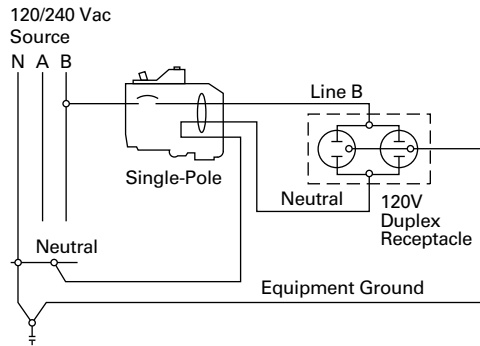 120/240 Vac
Source
N A B
Line B
Single-Pole
Neutral
120V
Duplex
Receptacle
Neutral
Equipment Ground